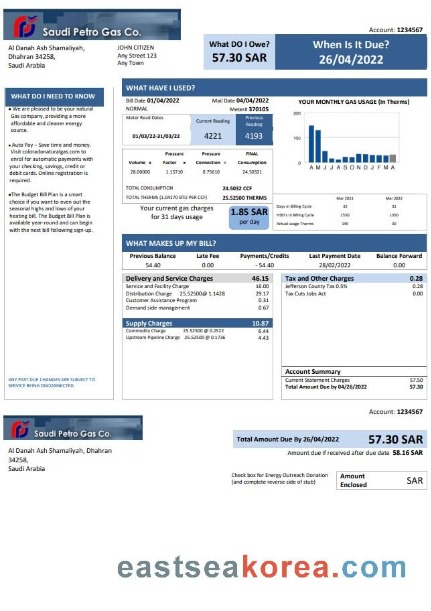 Saudi Petro Gas Co.
Account: 1234567
Al Danah Ash Shamaliyah,
Dhahran 34258,
Saudi Arabia
JOHN CITIZEN
Any Street 123
Any Town
What DO I Owe?
57.30 SAR
When Is It Due?
26/04/2022
WHAT DO I NEED TO KNOW
• We are pleased to be your natural
Gas company, providing a more
affordable and cleaner energy
source.
• Auto Pay – Save time and money.
Visit coloradonaturalgas.com to
enrol for automatic payments with
your checking, savings, credit or
debit cards. Online registration is
required.
• The Budget Bill Plan is a smart
choice if you want to even out the
seasonal highs and lows of your
heating bill. The Budget Bill Plan is
available year-round and can begin
with the next bill following sign-up.
ANY PAST DUE CHARGES ARE SUBJECT TO
SERVICE BEING DISCONNECTED
WHAT HAVE I USED?
Bill Date 01/04/2022 Mail Date 04/04/2022
NORMAL Meter# 370105
Meter Read Dates Current Reading Previous Reading
01/03/22-31/03/22 4221 4193
Pressure Pressure FINAL
Volume x Factor x Connection = Consumption
28.00000 1.15710 0.75610 24.50321
TOTAL CONSUMPTION 24.5032 CCF
TOTAL THERMS 25.52500 THERMS
Your current gas charges
for 31 days usage
1.85 SAR
per day
YOUR MONTHLY GAS USAGE (In Therms)
200
100
0
A M J J A S O N D J F M A
Mar 2021 Mar 2022
Days in Billing Cycle 32 31
HDD's in Billing Cycle
Actual usage Therms
WHAT MAKES UP MY BILL?
Previous Balance Late Fee Payments/Credits Last Payment Date Balance Forward
54.40 0.00 - 54.40 28/02/2022 0.00
Delivery and Service Charges 46.15
Service and Facility Charge 16.00
Distribution Change 25.52500@ 1.1428 29.17
Customer Assistance Program 0.31
Demand side management 0.67
Supply Charges 10.87
Commodity Charge 25.52500 @ 0.2522 6.44
Upstream Pipeline Charge 25.52500 @ 0.1736 4.43
Tax and Other Charges 0.28
Jefferson County Tax 0.5% 0.28
Tax Cuts Jobs Act 0.00
Account Summary
Current Statement Charges 57.50
Total Amount Due by 04/26/2022 57.30
Account: 1234567
Saudi Petro Gas Co.
Al Danah Ash Shamaliyah, Dhahran
34258,
Saudi Arabia
Total Amount Due By 26/04/2022 57.30 SAR
Amount due if received after due date 58.16 SAR
Check box for Energy Outreach Donation
(and complete reverse side of stub)
Amount
Enclosed
SAR
eastseakorea.com